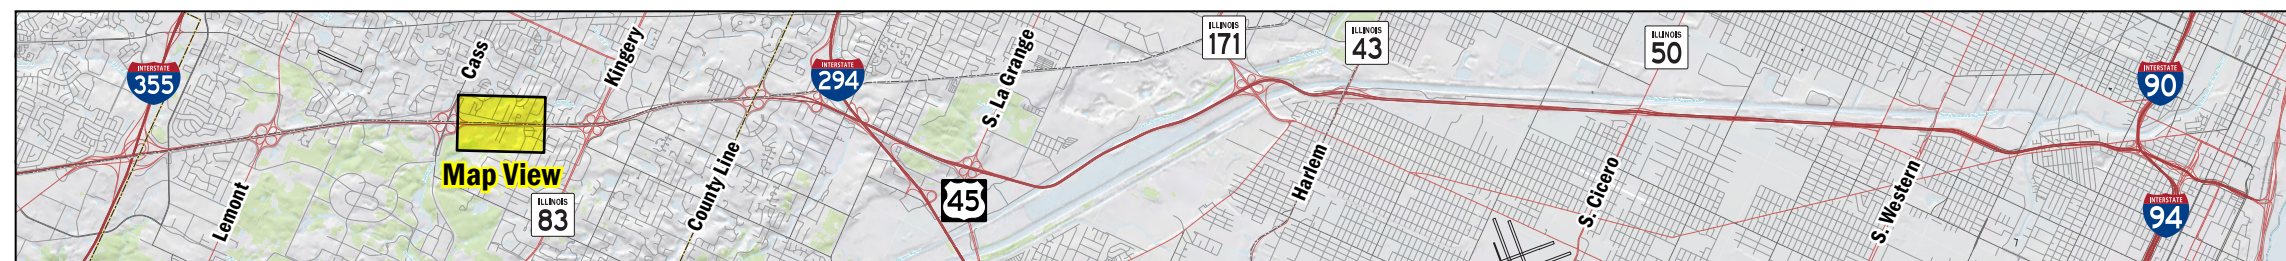 INTERSTATE
355
Lemont
Cass
Map View
ILLINOIS
83
Kingery
County Line
INTERSTATE
294
45
S. La Grange
ILLINOIS
171
Harlem
ILLINOIS
43
S. Cicero
ILLINOIS
50
S. Western
INTERSTATE
90
INTERSTATE
94